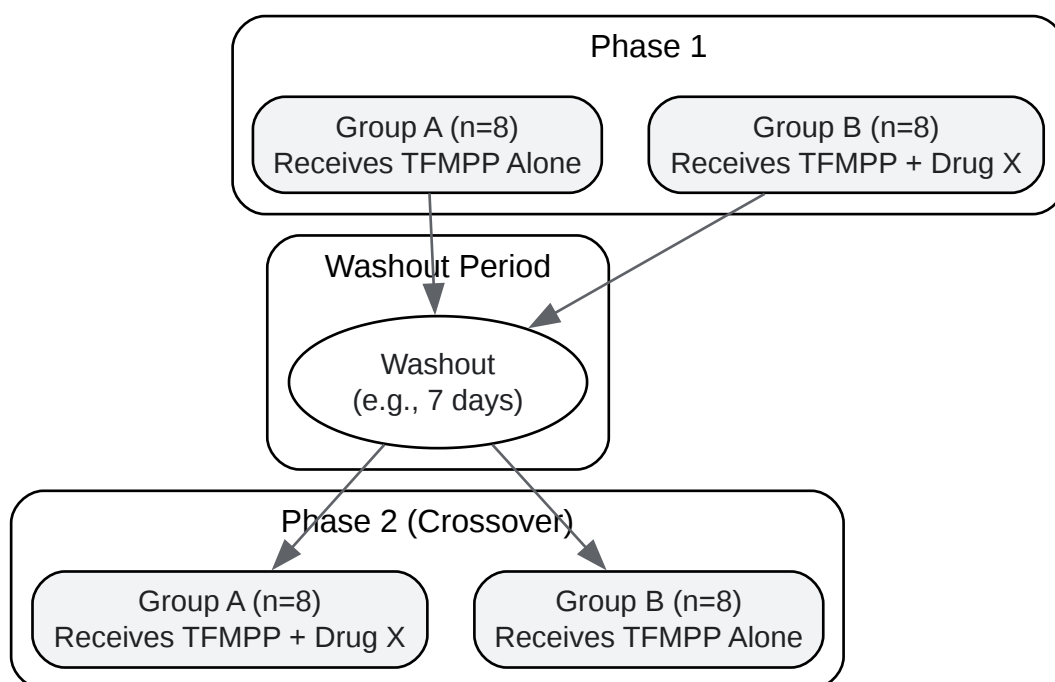 Phase 1
Group A (n=8)
Receives TFMPP Alone
Group B (n=8)
Receives TFMPP + Drug X
Washout Period
Washout
(e.g., 7 days)
Phase 2 (Crossover)
Group A (n=8)
Receives TFMPP + Drug X
Group B (n=8)
Receives TFMPP Alone